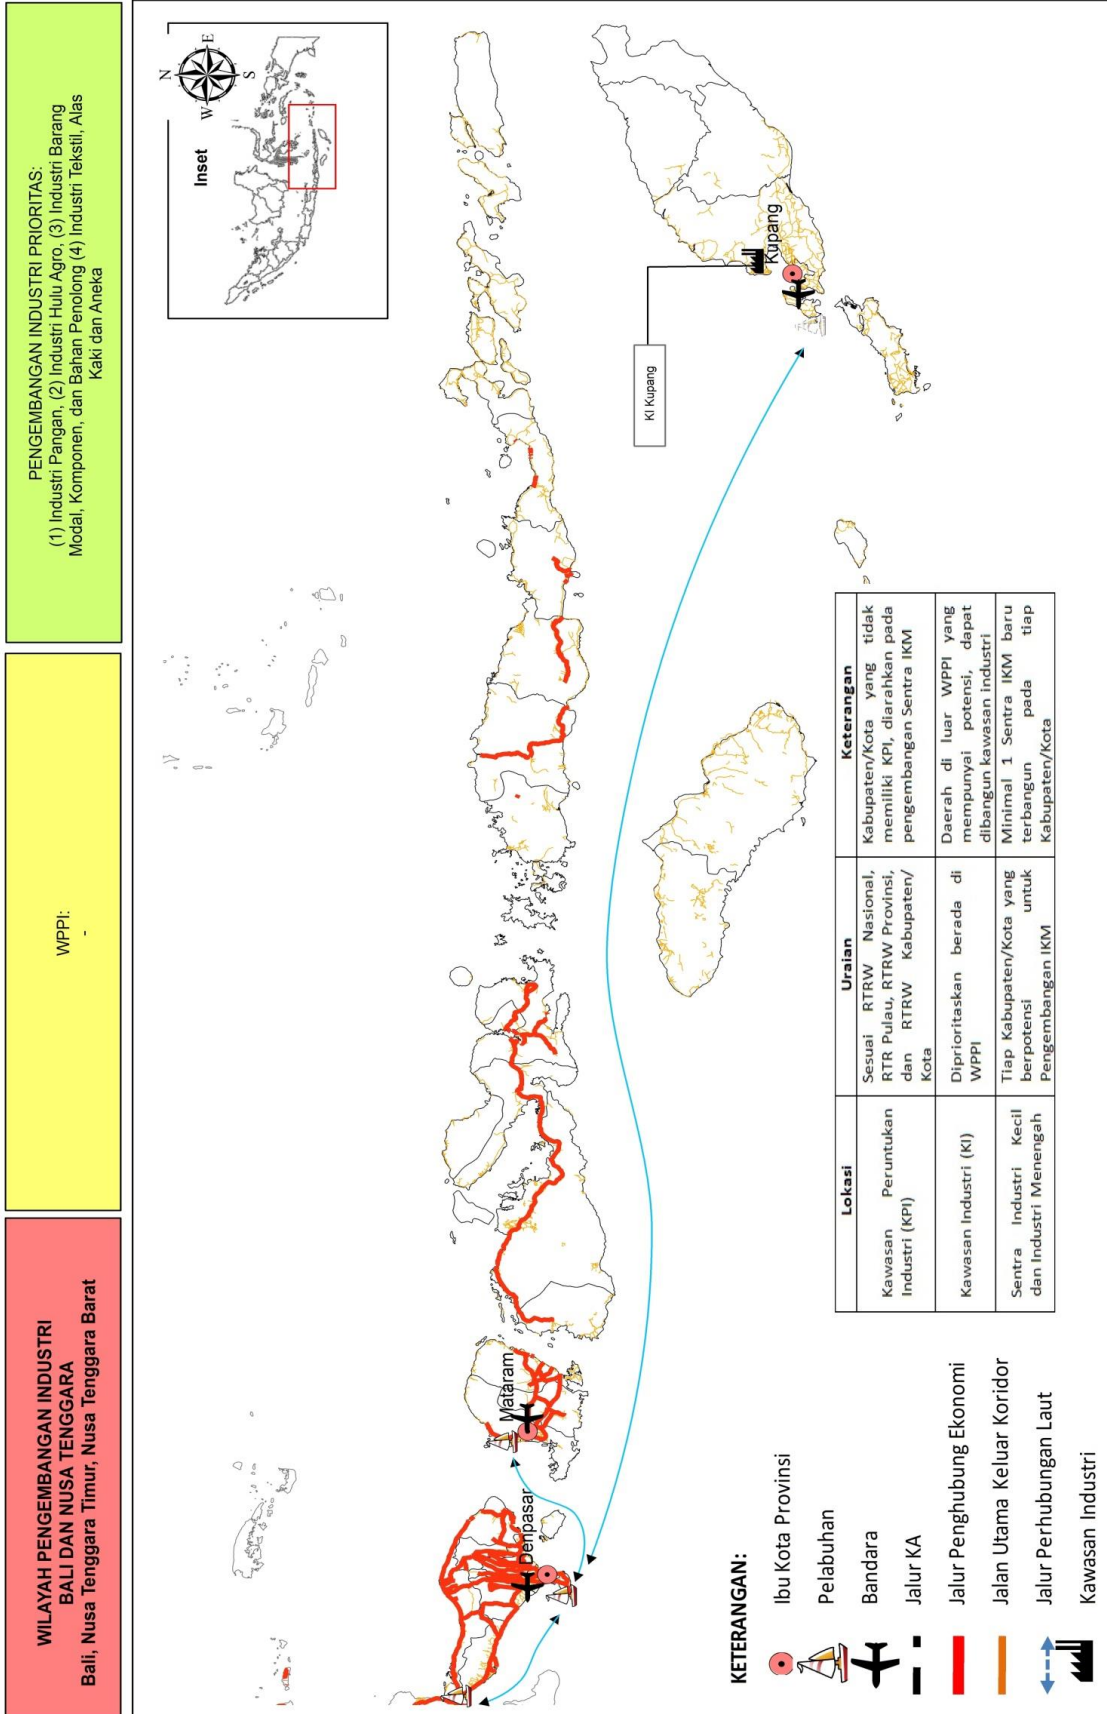 WILAYAH PENGEMBANGAN INDUSTRI
BALI DAN NUSA TENGGARA
Bali, Nusa Tenggara Timur, Nusa Tenggara Barat
WPPI:
-
PENGEMBANGAN INDUSTRI PRIORITAS:
(1) Industri Pangan, (2) Industri Hulu Agro, (3) Industri Barang
Modal, Komponen, dan Bahan Penolong (4) Industri Tekstil, Alas
Kaki dan Aneka
Inset
N
W
E
S
Denpasar
Mataram
KI Kupang
Kupang
KETERANGAN:
Ibu Kota Provinsi
Pelabuhan
Bandara
Jalur KA
Jalur Penghubung Ekonomi
Jalan Utama Keluar Koridor
Jalur Perhubungan Laut
Kawasan Industri
Lokasi
Uraian
Keterangan
Kawasan Peruntukan
Industri (KPI)
Sesuai RTRW Nasional,
RTR Pulau, RTRW Provinsi,
dan RTRW Kabupaten/
Kota
Kabupaten/Kota yang tidak
memiliki KPI, diarahkan pada
pengembangan Sentra IKM
Kawasan Industri (KI)
Diprioritaskan berada di
WPPI
Daerah di luar WPPI yang
mempunyai potensi, dapat
dibangun kawasan industri
Sentra Industri Kecil
dan Industri Menengah
Tiap Kabupaten/Kota yang
berpotensi untuk
Pengembangan IKM
Minimal 1 Sentra IKM baru
terbangun pada tiap
Kabupaten/Kota